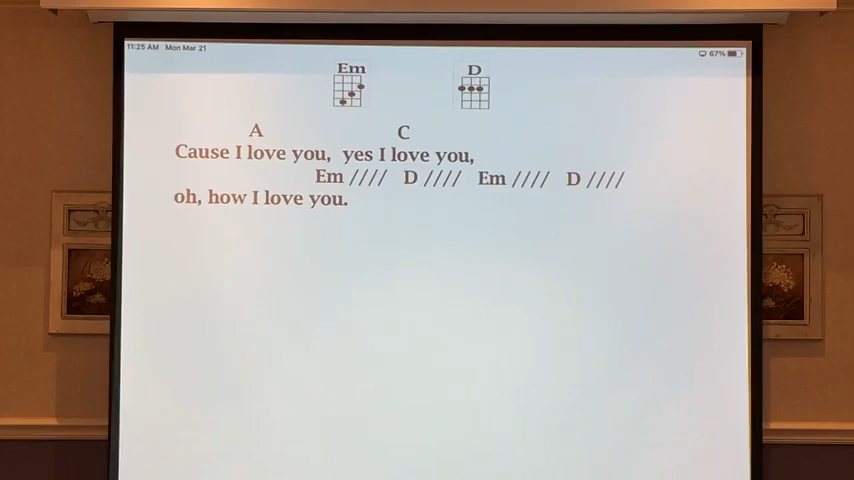 11:25 AM Mon Mar 21
67%
Em D
A C
Cause I love you, yes I love you,
Em //// D //// Em //// D ////
oh, how I love you.